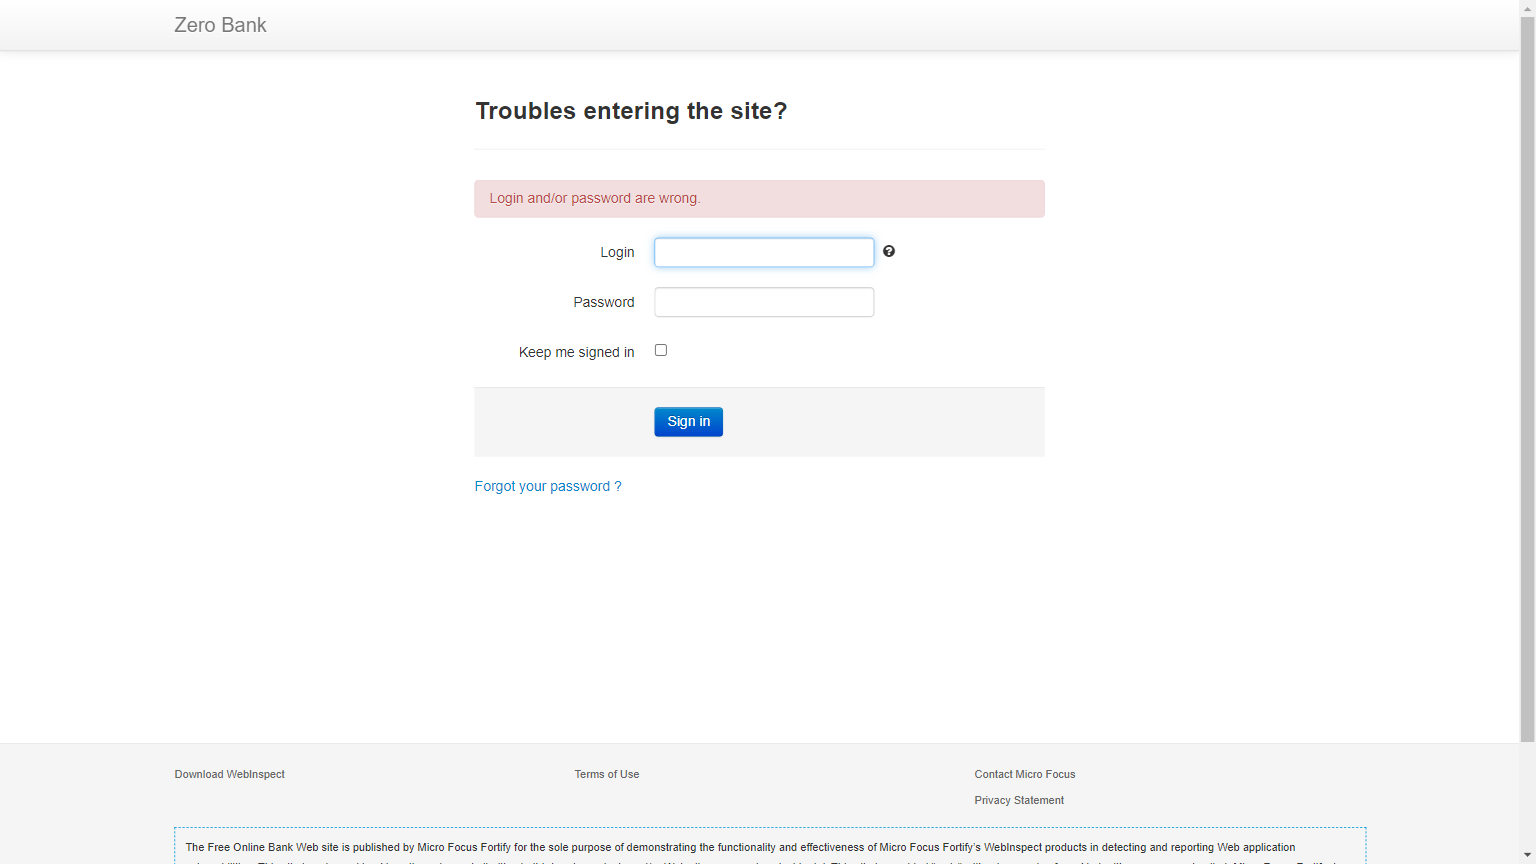 Zero Bank
Troubles entering the site?
Login and/or password are wrong.
Login
Password
Keep me signed in
Sign in
Forgot your password ?
Download WebInspect
Terms of Use
Contact Micro Focus
Privacy Statement
The Free Online Bank Web site is published by Micro Focus Fortify for the sole purpose of demonstrating the functionality and effectiveness of Micro Focus Fortify's WebInspect products in detecting and reporting Web application